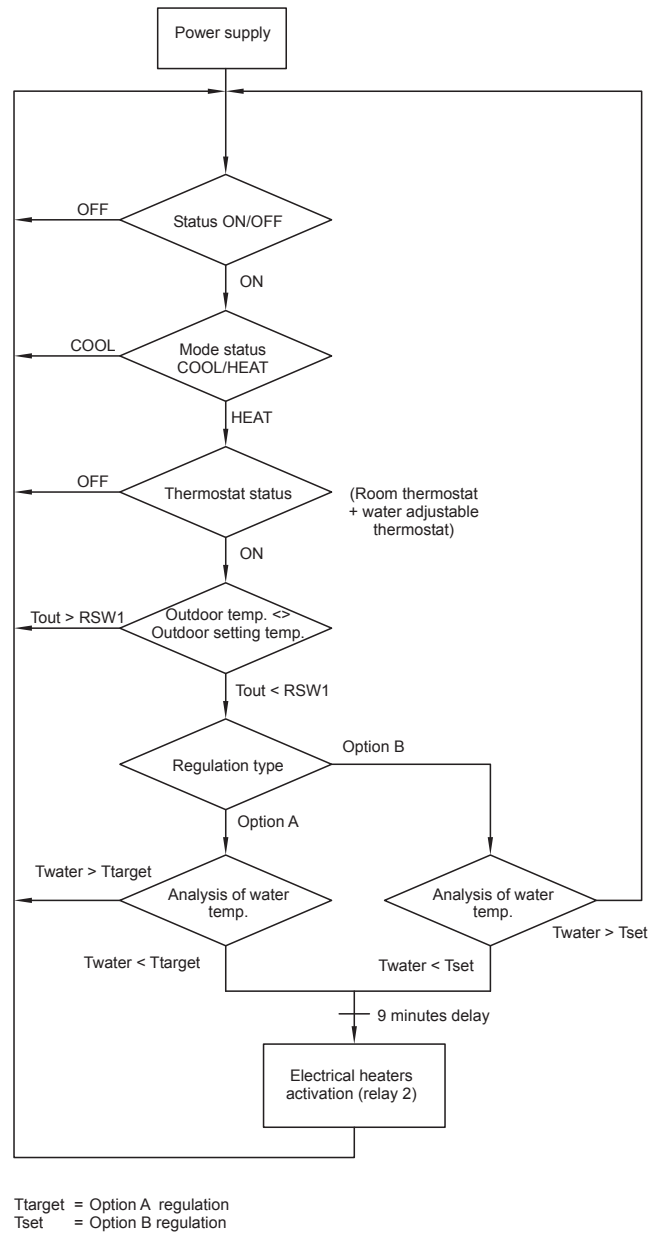 Power supply
OFF
Status ON/OFF
ON
COOL
Mode status
COOL/HEAT
HEAT
OFF
Thermostat status
(Room thermostat
+ water adjustable
thermostat)
ON
Tout > RSW1
Outdoor temp. <>
Outdoor setting temp.
Tout < RSW1
Option B
Regulation type
Option A
Twater > Ttarget
Analysis of water
temp.
Analysis of water
temp.
Twater > Tset
Twater < Ttarget
Twater < Tset
9 minutes delay
Electrical heaters
activation (relay 2)
Ttarget = Option A regulation
Tset = Option B regulation